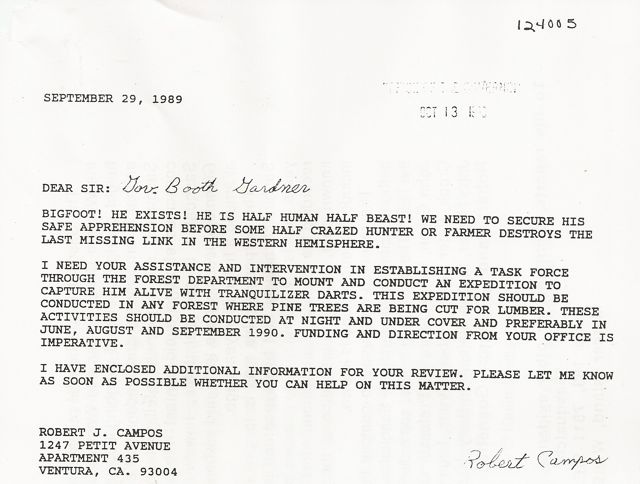 124005
SEPTEMBER 29, 1989
OFFICE OF THE GOVERNOR
OCT 13
DEAR SIR: Gov. Booth Gardner
BIGFOOT! HE EXISTS! HE IS HALF HUMAN HALF BEAST! WE NEED TO SECURE HIS
SAFE APPREHENSION BEFORE SOME HALF CRAZED HUNTER OR FARMER DESTROYS THE
LAST MISSING LINK IN THE WESTERN HEMISPHERE.
I NEED YOUR ASSISTANCE AND INTERVENTION IN ESTABLISHING A TASK FORCE
THROUGH THE FOREST DEPARTMENT TO MOUNT AND CONDUCT AN EXPEDITION TO
CAPTURE HIM ALIVE WITH TRANQUILIZER DARTS. THIS EXPEDITION SHOULD BE
CONDUCTED IN ANY FOREST WHERE PINE TREES ARE BEING CUT FOR LUMBER. THESE
ACTIVITIES SHOULD BE CONDUCTED AT NIGHT AND UNDER COVER AND PREFERABLY IN
JUNE, AUGUST AND SEPTEMBER 1990. FUNDING AND DIRECTION FROM YOUR OFFICE IS
IMPERATIVE.
I HAVE ENCLOSED ADDITIONAL INFORMATION FOR YOUR REVIEW. PLEASE LET ME KNOW
AS SOON AS POSSIBLE WHETHER YOU CAN HELP ON THIS MATTER.
ROBERT J. CAMPOS
1247 PETIT AVENUE
APARTMENT 435
VENTURA, CA. 93004
Robert Campos